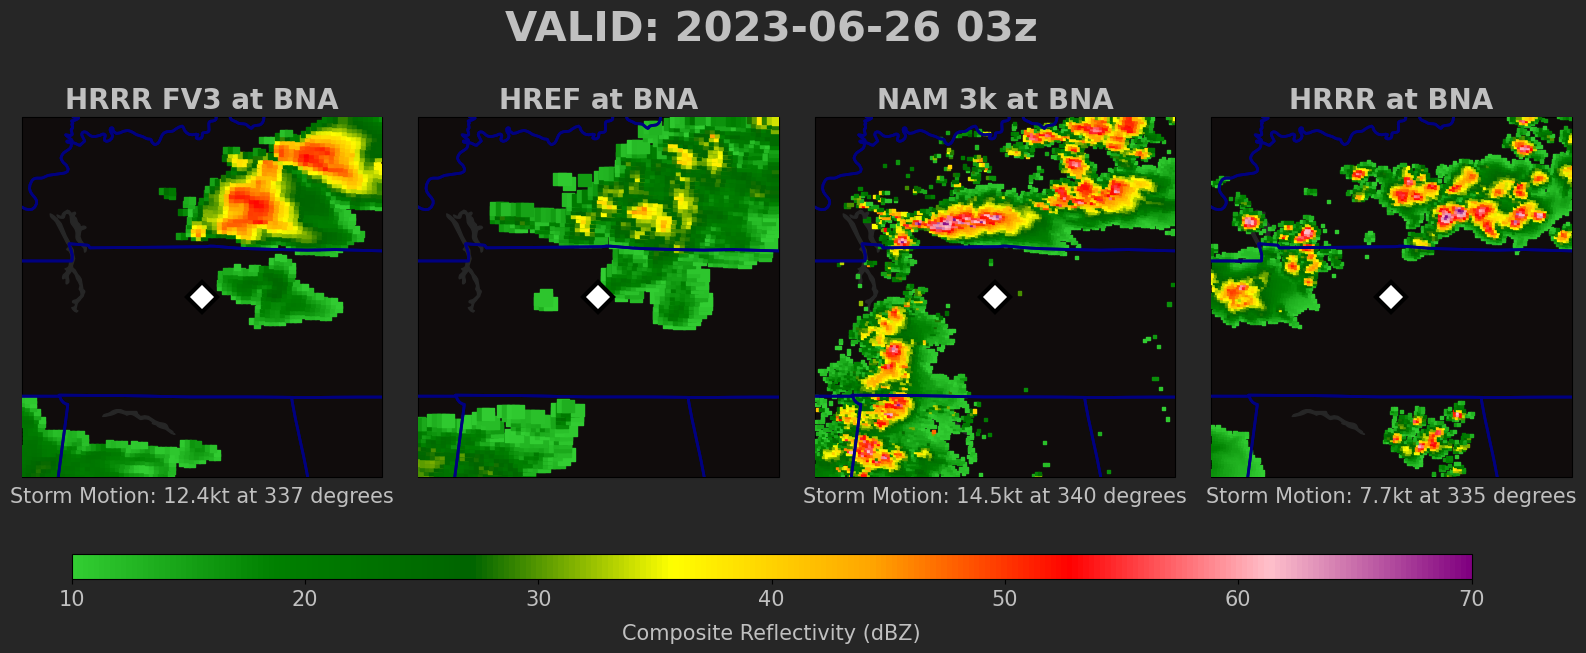 VALID: 2023-06-26 03z
HRRR FV3 at BNA
HREF at BNA
NAM 3k at BNA
HRRR at BNA
Storm Motion: 12.4kt at 337 degrees
Storm Motion: 14.5kt at 340 degrees
Storm Motion: 7.7kt at 335 degrees
10 20 30 40 50 60 70
Composite Reflectivity (dBZ)